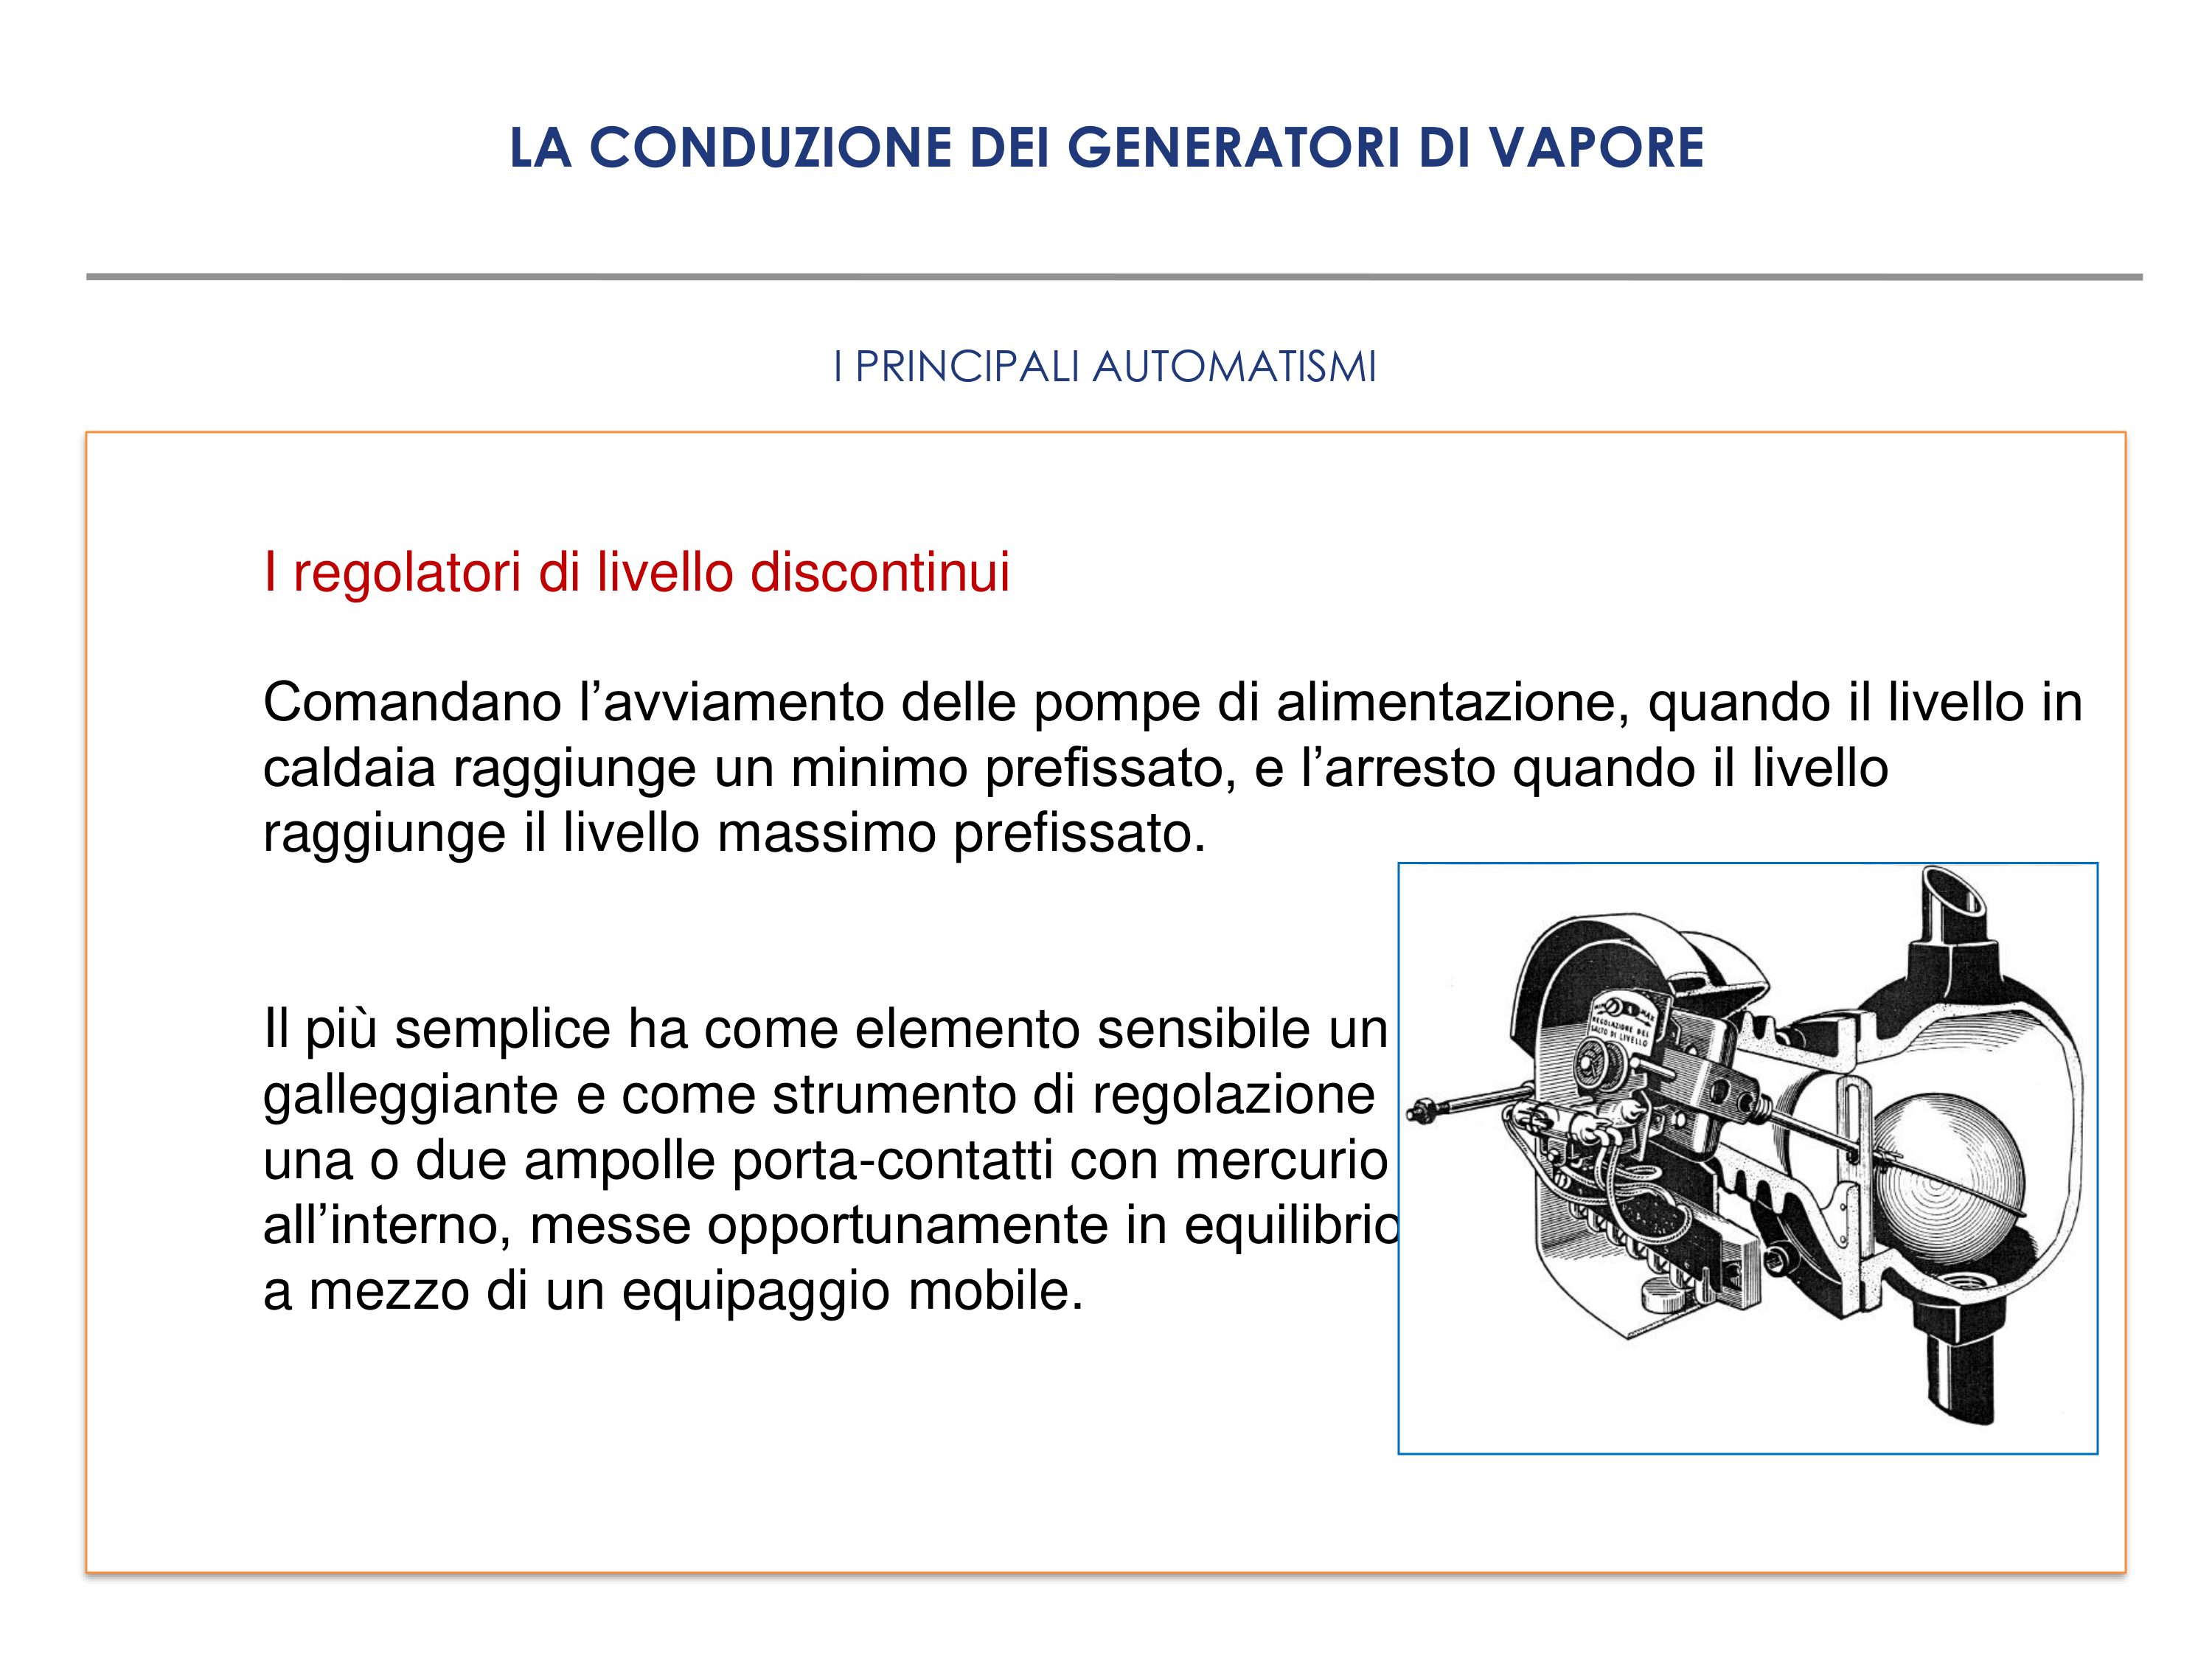 LA CONDUZIONE DEI GENERATORI DI VAPORE
I PRINCIPALI AUTOMATISMI
I regolatori di livello discontinui
Comandano l’avviamento delle pompe di alimentazione, quando il livello in
caldaia raggiunge un minimo prefissato, e l’arresto quando il livello
raggiunge il livello massimo prefissato.
Il più semplice ha come elemento sensibile un
galleggiante e come strumento di regolazione
una o due ampolle porta-contatti con mercurio
all’interno, messe opportunamente in equilibrio
a mezzo di un equipaggio mobile.
MIN MAX
REGOLAZIONE DEL
SALTO DI LIVELLO